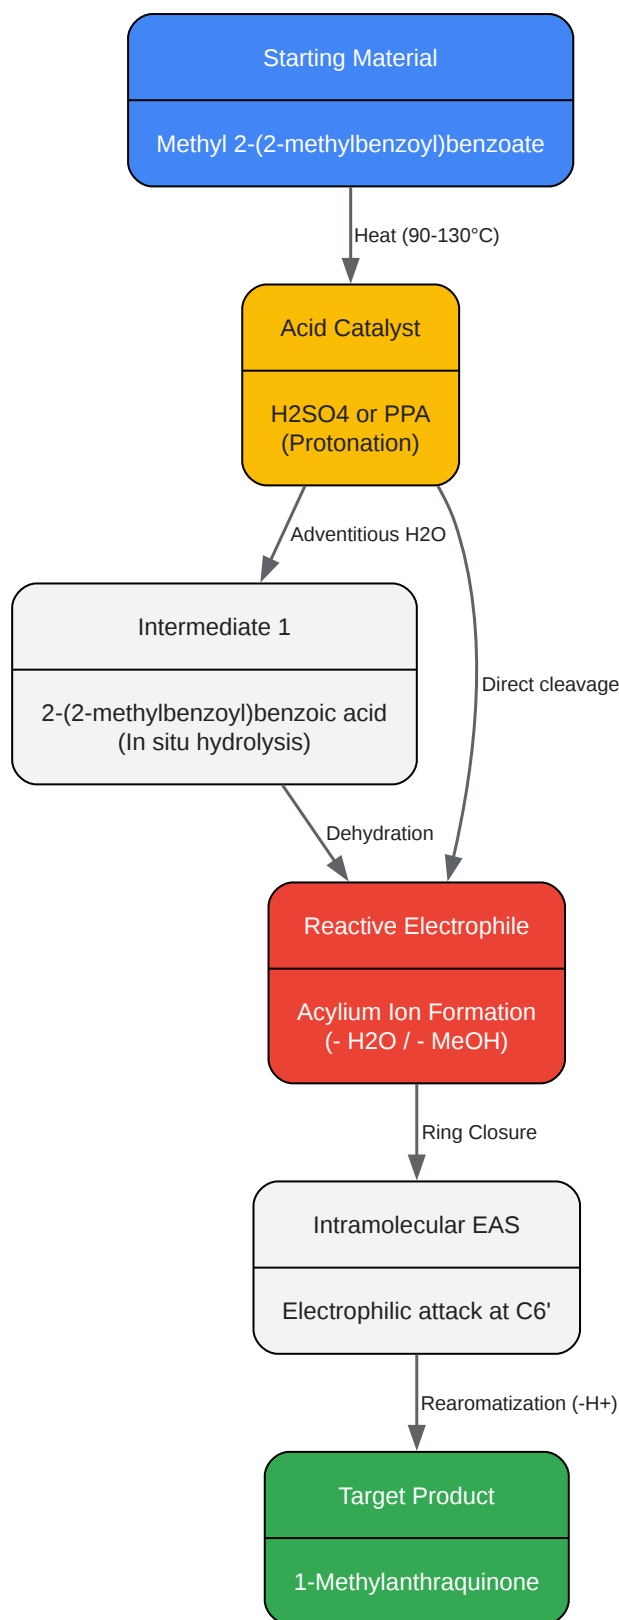 Starting Material
Methyl 2-(2-methylbenzoyl)benzoate
Heat (90-130°C)
Acid Catalyst
H2SO4 or PPA
(Protonation)
Adventitious H2O
Intermediate 1
2-(2-methylbenzoyl)benzoic acid
(In situ hydrolysis)
Direct cleavage
Dehydration
Reactive Electrophile
Acylium Ion Formation
(- H2O / - MeOH)
Ring Closure
Intramolecular EAS
Electrophilic attack at C6'
Rearomatization (-H+)
Target Product
1-Methylanthraquinone